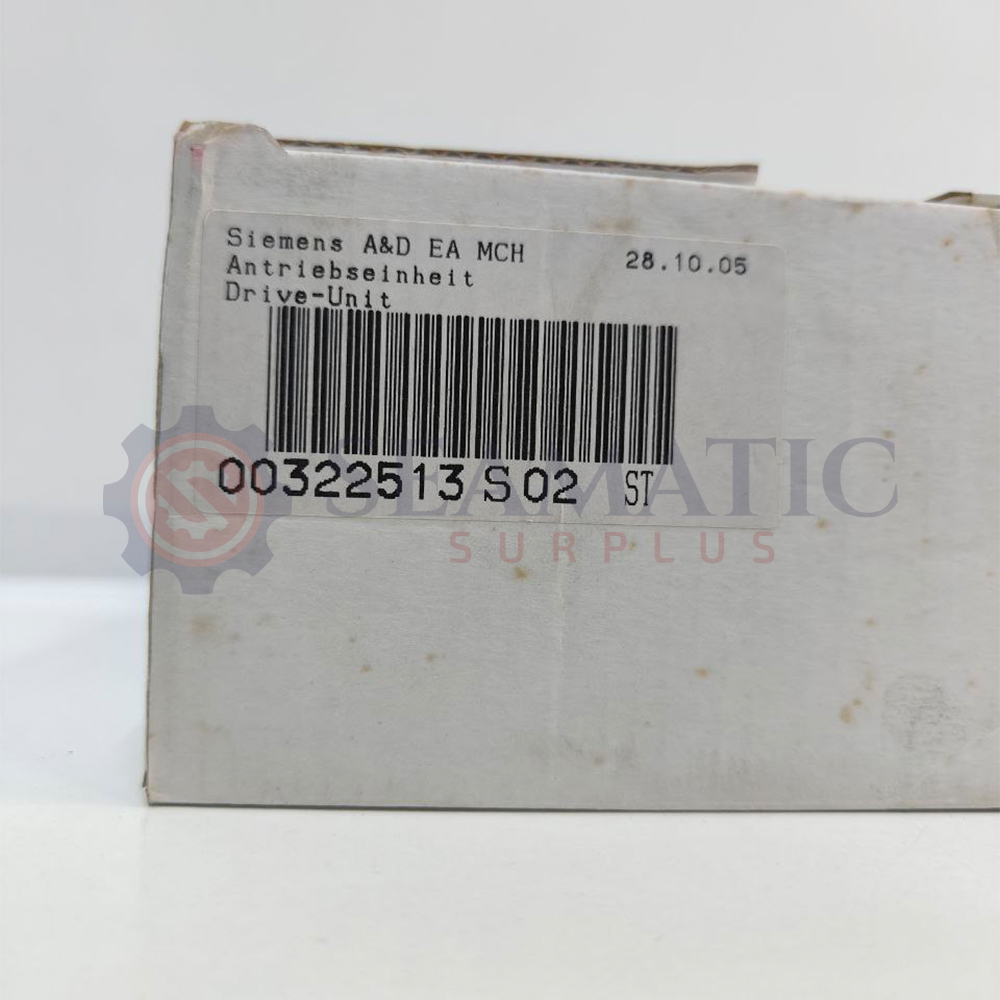 Siemens A&D EA MCH 28.10.05
Antriebseinheit
Drive-Unit
00322513 S 02 ST
SEAMATIC
SURPLUS